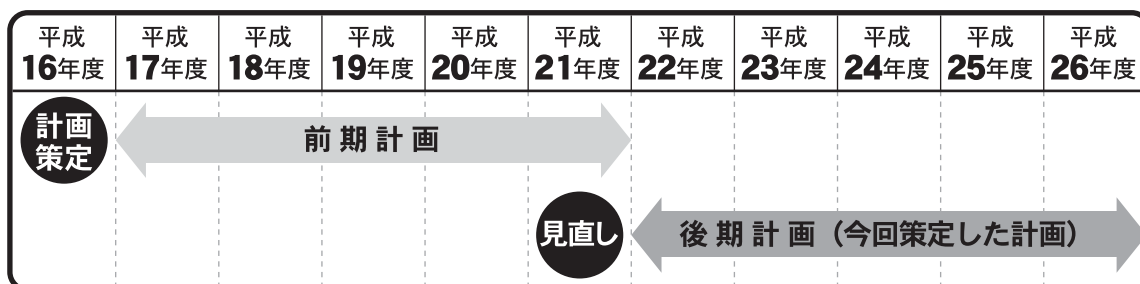 平成 平成 平成 平成 平成 平成 平成 平成 平成 平成 平成
16年度 17年度 18年度 19年度 20年度 21年度 22年度 23年度 24年度 25年度 26年度
計画
策定
前期計画
見直し
後期計画（今回策定した計画）